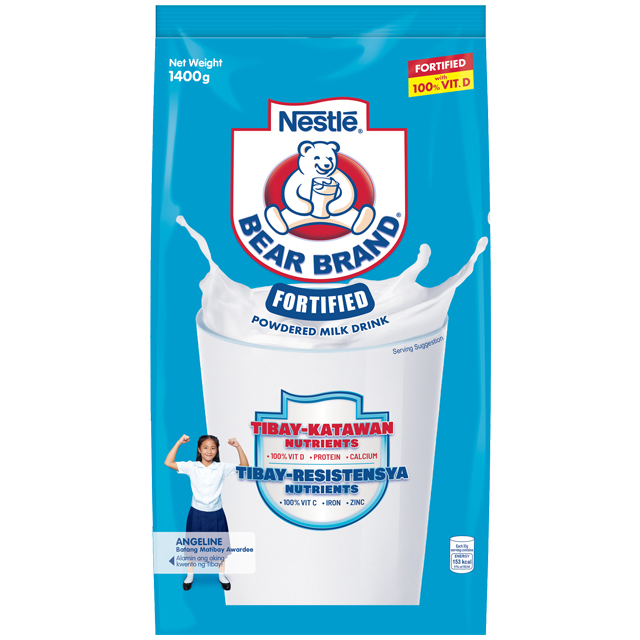 Net Weight
1400g
FORTIFIED
with
100% VIT. D
Nestlé®
BEAR BRAND®
FORTIFIED
POWDERED MILK DRINK
Serving Suggestion
TIBAY-KATAWAN
NUTRIENTS
• 100% VIT D • PROTEIN • CALCIUM
TIBAY-RESISTENSYA
NUTRIENTS
• 100% VIT C • IRON • ZINC
ANGELINE
Batang Matibay Awardee
Alamin ang aking
kwento ng Tibay!
ENERGY
153 kcal